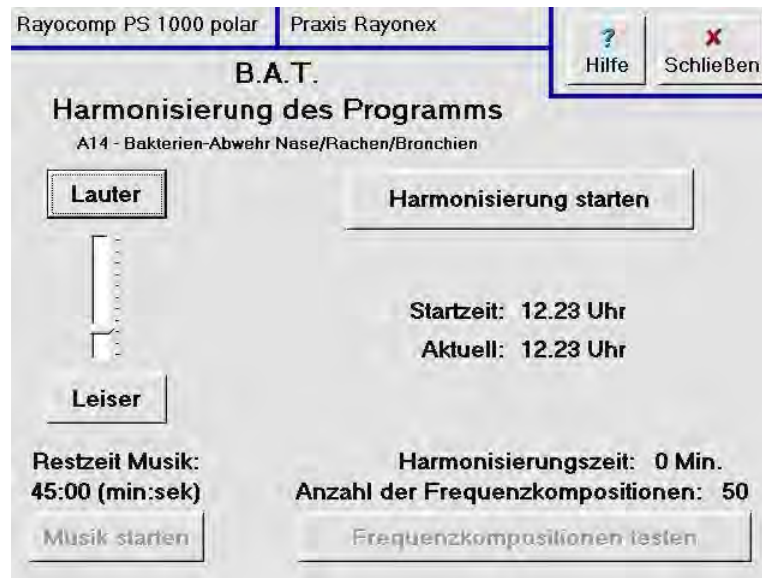 Rayocomp PS 1000 polar
Praxis Rayonex
?
Hilfe
Schließen
B.A.T.
Harmonisierung des Programms
A14 - Bakterien-Abwehr Nase/Rachen/Bronchien
Lauter
Harmonisierung starten
Startzeit: 12.23 Uhr
Aktuell: 12.23 Uhr
Leiser
Restzeit Musik:
45:00 (min:sek)
Harmonisierungszeit: 0 Min.
Anzahl der Frequenzkompositionen: 50
Musik starten
Frequenzkompositionen testen